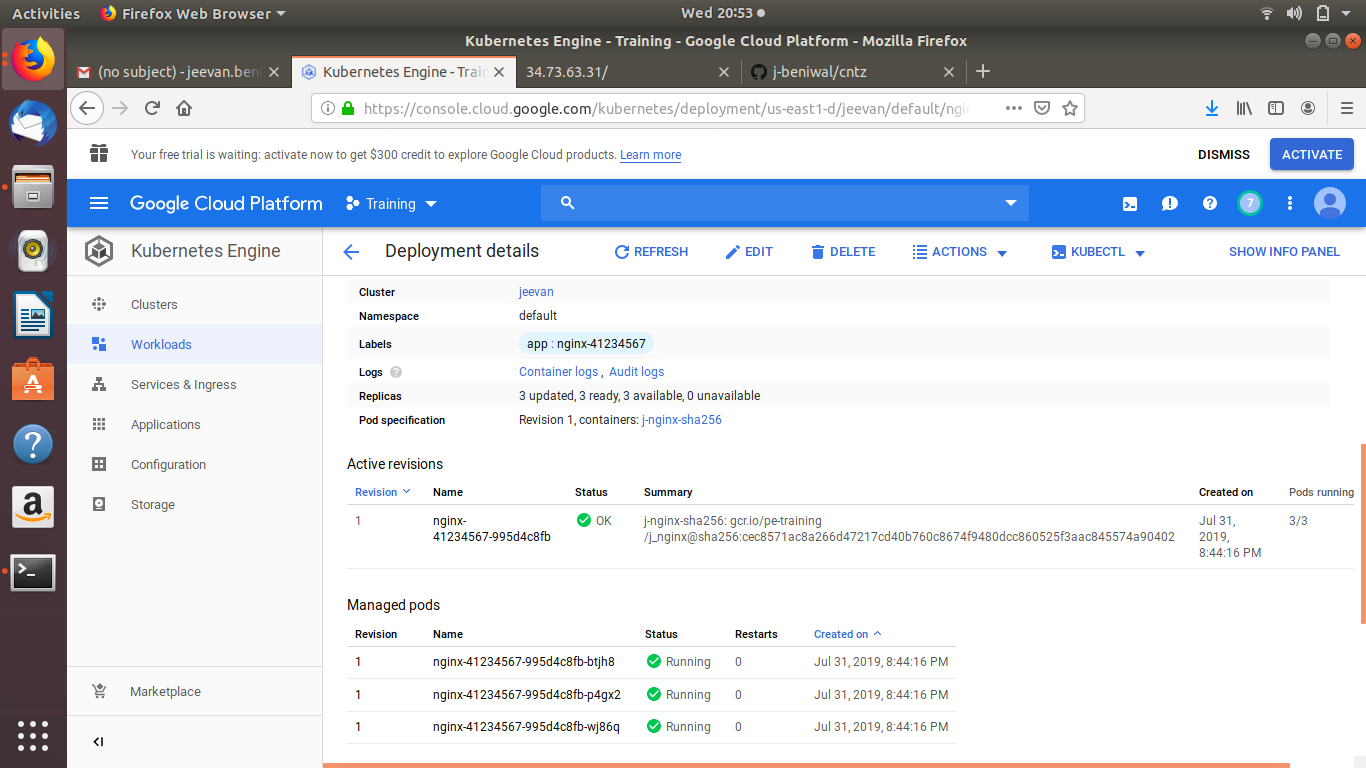 Activities Firefox Web Browser Wed 20:53
Kubernetes Engine - Training - Google Cloud Platform - Mozilla Firefox
(no subject) - jeevan.beni Kubernetes Engine - Train 34.73.63.31/ j-beniwal/cntz
https://console.cloud.google.com/kubernetes/deployment/us-east1-d/jeevan/default/ngin
Your free trial is waiting: activate now to get $300 credit to explore Google Cloud products. Learn more DISMISS ACTIVATE
Google Cloud Platform Training 7
Kubernetes Engine Deployment details REFRESH EDIT DELETE ACTIONS KUBECTL SHOW INFO PANEL
Clusters
Workloads
Services & Ingress
Applications
Configuration
Storage
Marketplace
Cluster jeevan
Namespace default
Labels app : nginx-41234567
Logs ? Container logs , Audit logs
Replicas 3 updated, 3 ready, 3 available, 0 unavailable
Pod specification Revision 1, containers: j-nginx-sha256
Active revisions
Revision Name Status Summary Created on Pods running
1 nginx- OK j-nginx-sha256: gcr.io/pe-training Jul 31, 3/3
41234567-995d4c8fb /j_nginx@sha256:cec8571ac8a266d47217cd40b760c8674f9480dcc860525f3aac845574a90402 2019,
8:44:16 PM
Managed pods
Revision Name Status Restarts Created on
1 nginx-41234567-995d4c8fb-btjh8 Running 0 Jul 31, 2019, 8:44:16 PM
1 nginx-41234567-995d4c8fb-p4gx2 Running 0 Jul 31, 2019, 8:44:16 PM
1 nginx-41234567-995d4c8fb-wj86q Running 0 Jul 31, 2019, 8:44:16 PM